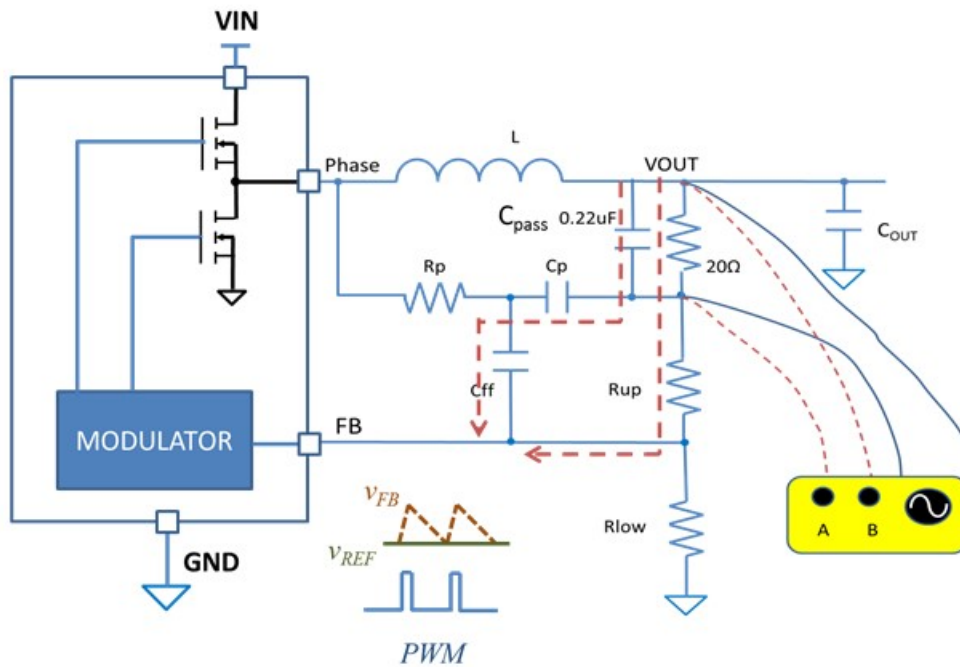 VIN
L
Phase
VOUT
Cpass 0.22uF
COUT
Rp
Cp
20Ω
Cff
Rup
MODULATOR
FB
vFB
A B
Rlow
vREF
GND
PWM